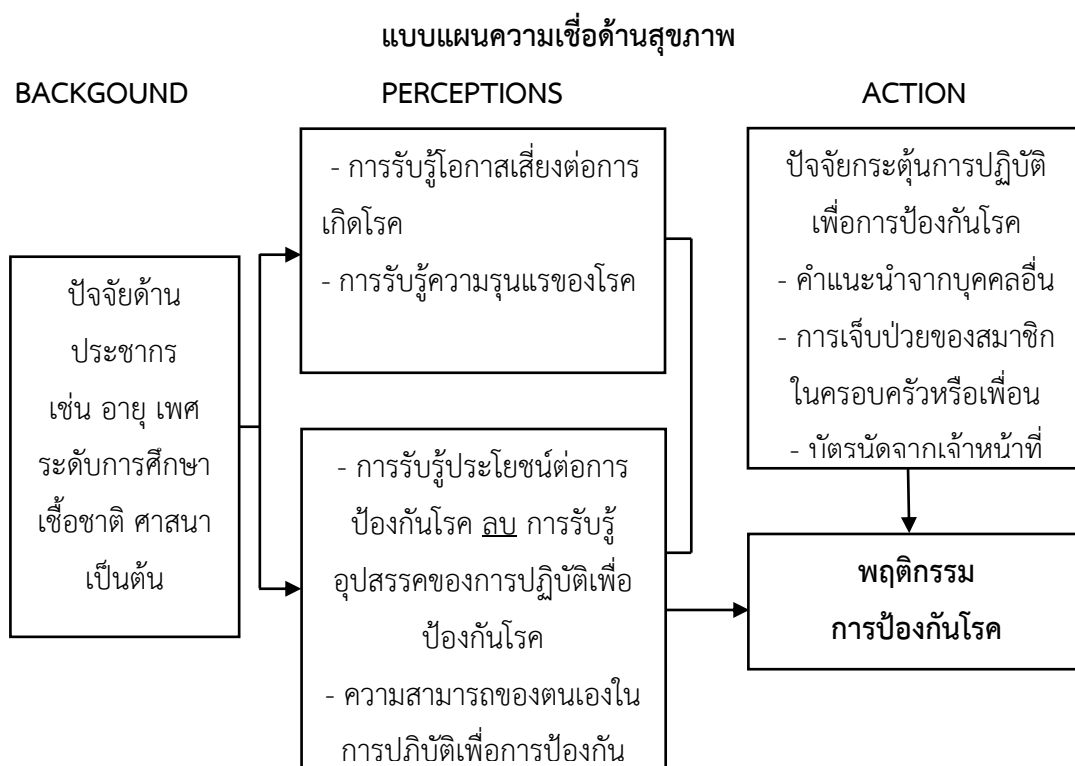 แบบแผนความเชื่อด้านสุขภาพ
BACKGOUND
PERCEPTIONS
ACTION
ปัจจัยด้าน
ประชากร
เช่น อายุ เพศ
ระดับการศึกษา
เชื้อชาติ ศาสนา
เป็นต้น
- การรับรู้โอกาสเสี่ยงต่อการ
เกิดโรค
- การรับรู้ความรุนแรงของโรค
- การรับรู้ประโยชน์ต่อการ
ป้องกันโรค ลบ การรับรู้
อุปสรรคของการปฏิบัติเพื่อ
ป้องกันโรค
- ความสามารถของตนเองใน
การปฏิบัติเพื่อการป้องกัน
ปัจจัยกระตุ้นการปฏิบัติ
เพื่อการป้องกันโรค
- คำแนะนำจากบุคคลอื่น
- การเจ็บป่วยของสมาชิก
ในครอบครัวหรือเพื่อน
- บัตรนัดจากเจ้าหน้าที่
พฤติกรรม
การป้องกันโรค